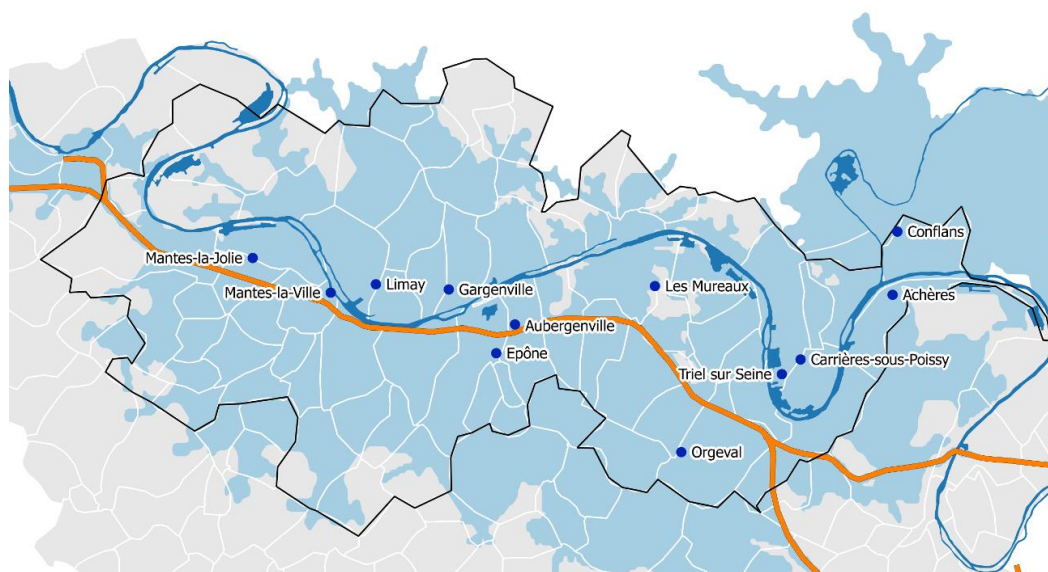 Conflans
Mantes-la-Jolie
Mantes-la-Ville
Limay
Gargenville
Les Mureaux
Achères
Aubergenville
Epône
Carrières-sous-Poissy
Triel sur Seine
Orgeval